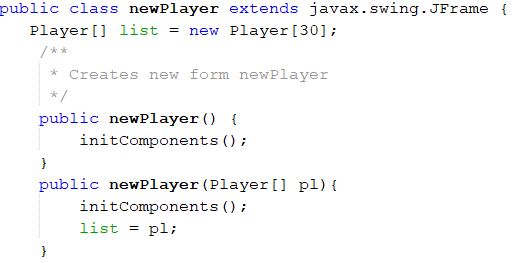 public class newPlayer extends javax.swing.JFrame {
Player[] list = new Player[30];
/**
* Creates new form newPlayer
*/
public newPlayer() {
initComponents();
}
public newPlayer(Player[] pl){
initComponents();
list = pl;
}